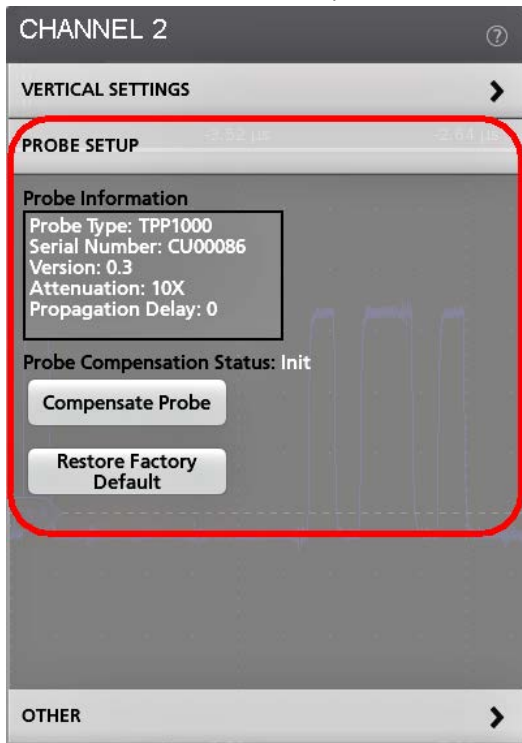 CHANNEL 2
?
VERTICAL SETTINGS
-3.52 µs
-2.64 µs
PROBE SETUP
Probe Information
Probe Type: TPP1000
Serial Number: CU00086
Version: 0.3
Attenuation: 10X
Propagation Delay: 0
Probe Compensation Status: Init
Compensate Probe
Restore Factory
Default
OTHER